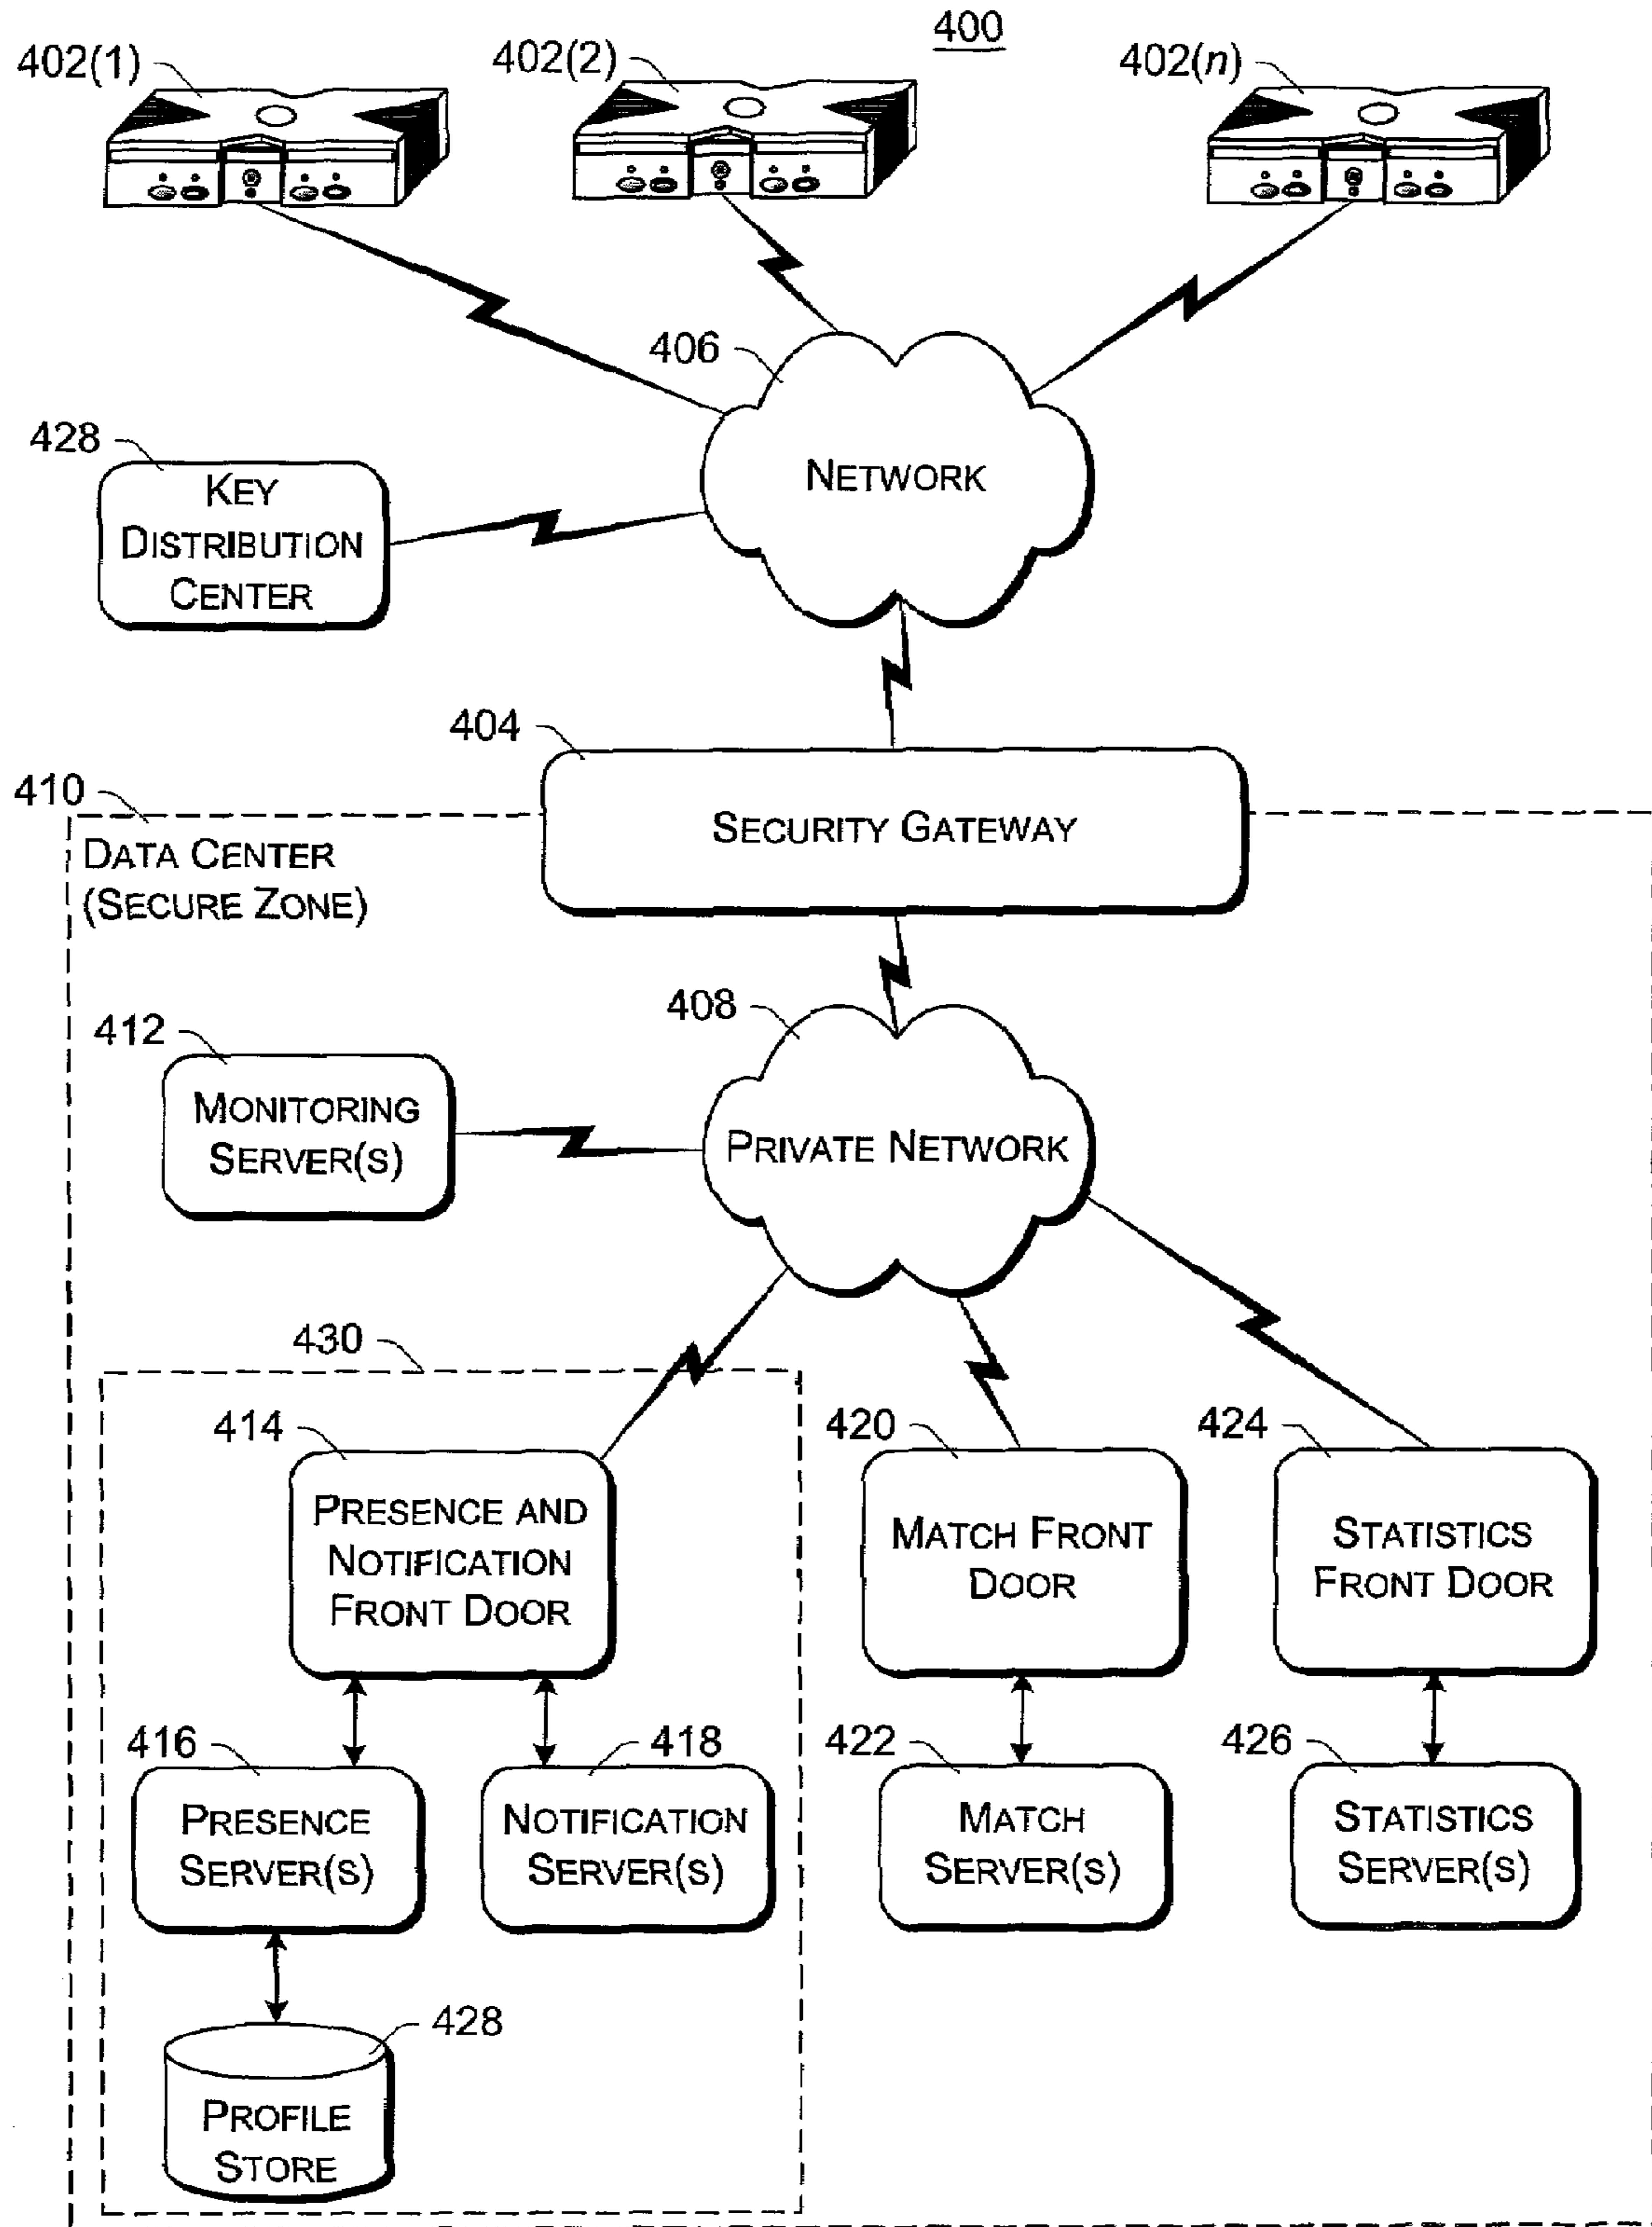 400
402(1)
402(2)
402(n)
406
NETWORK
428
KEY
DISTRIBUTION
CENTER
404
SECURITY GATEWAY
410
DATA CENTER
(SECURE ZONE)
408
PRIVATE NETWORK
412
MONITORING
SERVER(S)
430
414
PRESENCE AND
NOTIFICATION
FRONT DOOR
420
MATCH FRONT
DOOR
424
STATISTICS
FRONT DOOR
416
PRESENCE
SERVER(S)
418
NOTIFICATION
SERVER(S)
422
MATCH
SERVER(S)
426
STATISTICS
SERVER(S)
428
PROFILE
STORE